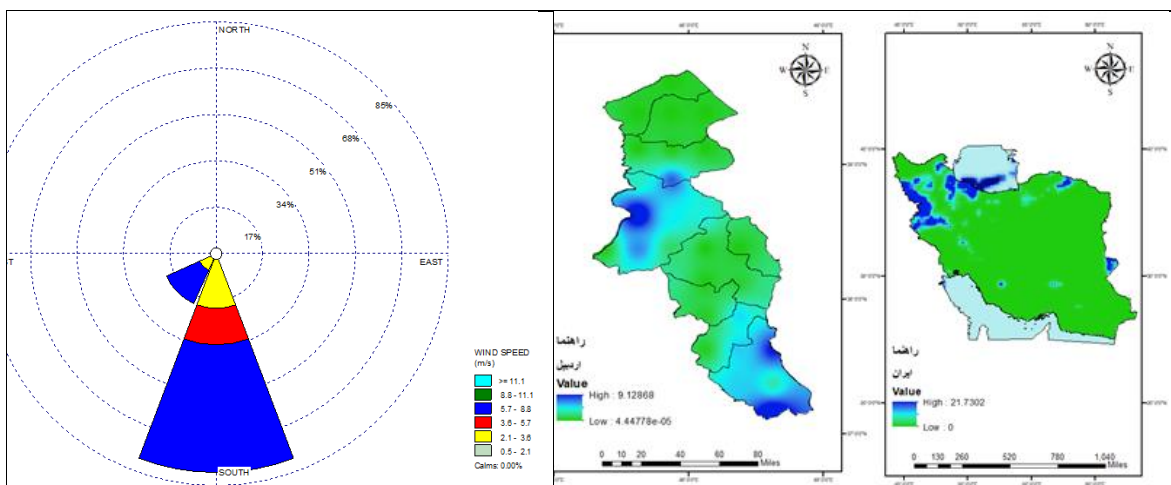 NORTH
85%
68%
51%
34%
17%
EAST
SOUTH
WIND SPEED
(m/s)
>= 11.1
8.8 - 11.1
5.7 - 8.8
3.6 - 5.7
2.1 - 3.6
0.5 - 2.1
Calms: 0.00%
N
W E
S
راهنما
اردبیل
Value
High : 9.12868
Low : 4.44778e-05
0 5 10 20 40 60 80
Miles
N
W E
S
راهنما
ایران
Value
High : 21.7302
Low : 0
0 130 260 520 780 1,040
Miles